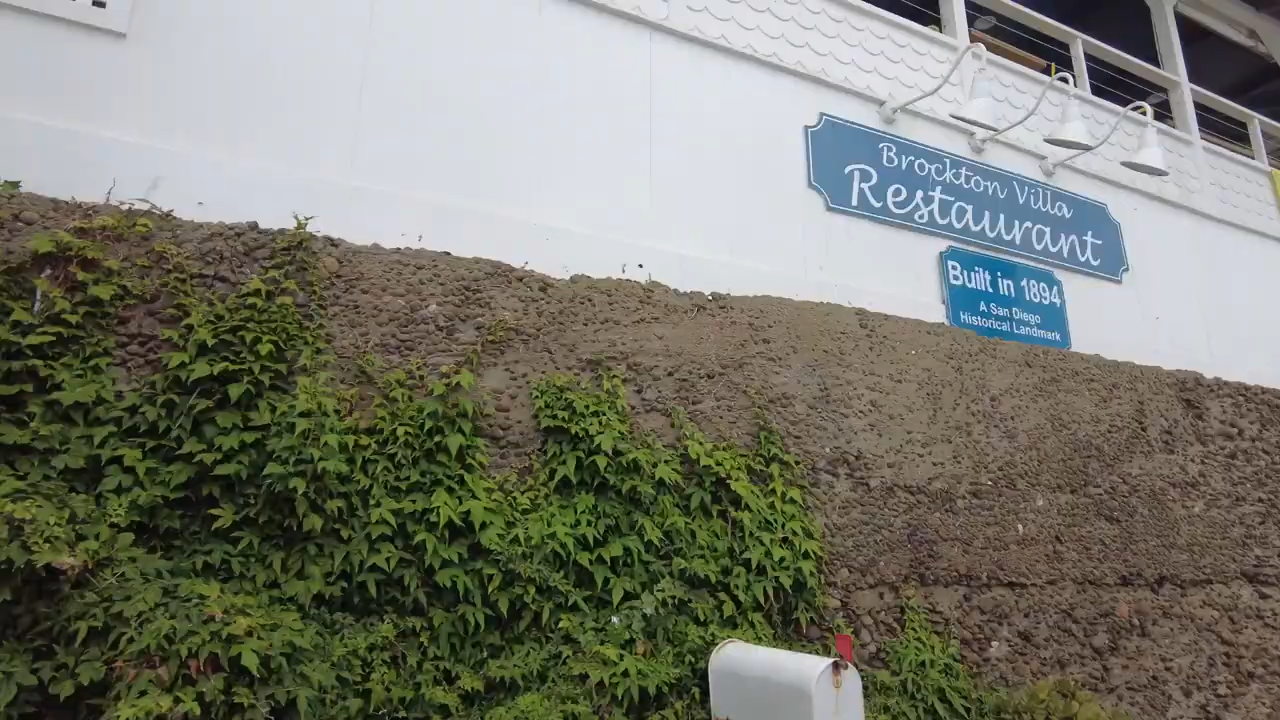 Brockton Villa
Restaurant
Built in 1894
A San Diego
Historical Landmark